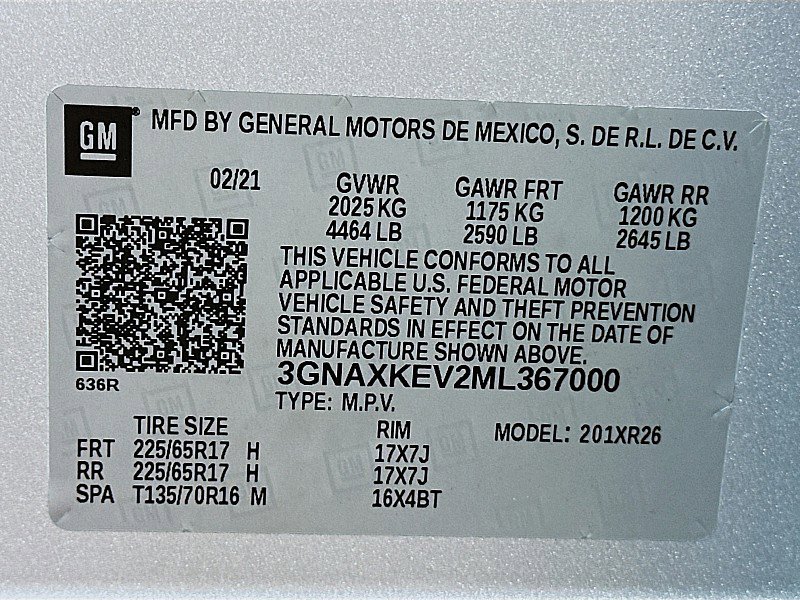 GM® MFD BY GENERAL MOTORS DE MEXICO, S. DE R.L. DE C.V.
02/21 GVWR GAWR FRT GAWR RR
2025 KG 1175 KG 1200 KG
4464 LB 2590 LB 2645 LB
THIS VEHICLE CONFORMS TO ALL
APPLICABLE U.S. FEDERAL MOTOR
VEHICLE SAFETY AND THEFT PREVENTION
STANDARDS IN EFFECT ON THE DATE OF
MANUFACTURE SHOWN ABOVE.
3GNAXKEV2ML367000
636R
TYPE: M.P.V.
TIRE SIZE RIM MODEL: 201XR26
FRT 225/65R17 H 17X7J
RR 225/65R17 H 17X7J
SPA T135/70R16 M 16X4BT